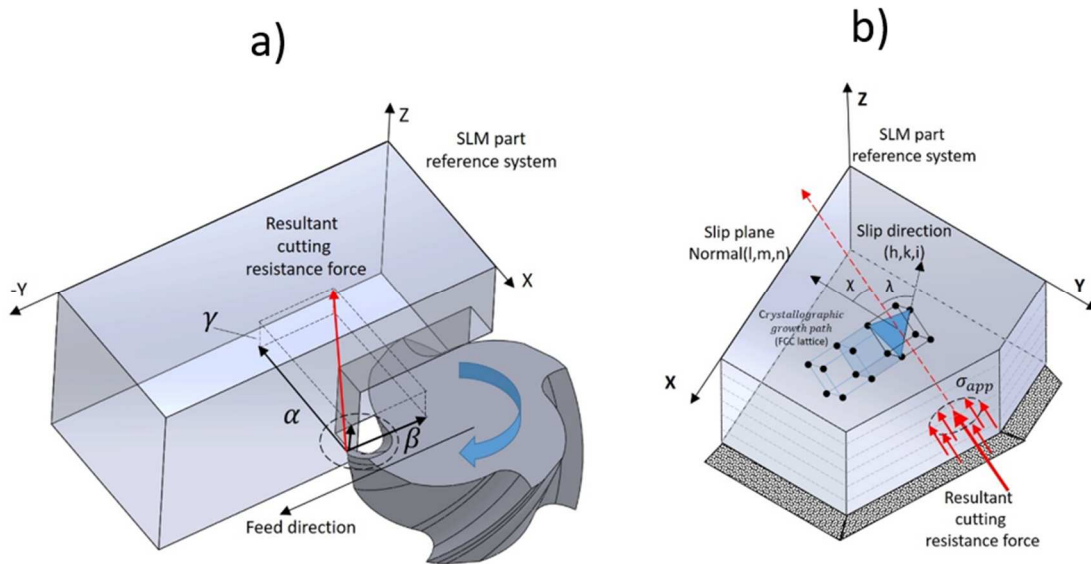 a)
Z
SLM part
reference system
Resultant
cutting
resistance force
X
-Y
γ
α
β
Feed direction
b)
Z
SLM part
reference system
Slip plane
Normal(l,m,n)
Slip direction
(h,k,i)
χ
λ
Y
Crystallographic
growth path
(FCC lattice)
X
σapp
Resultant
cutting
resistance force